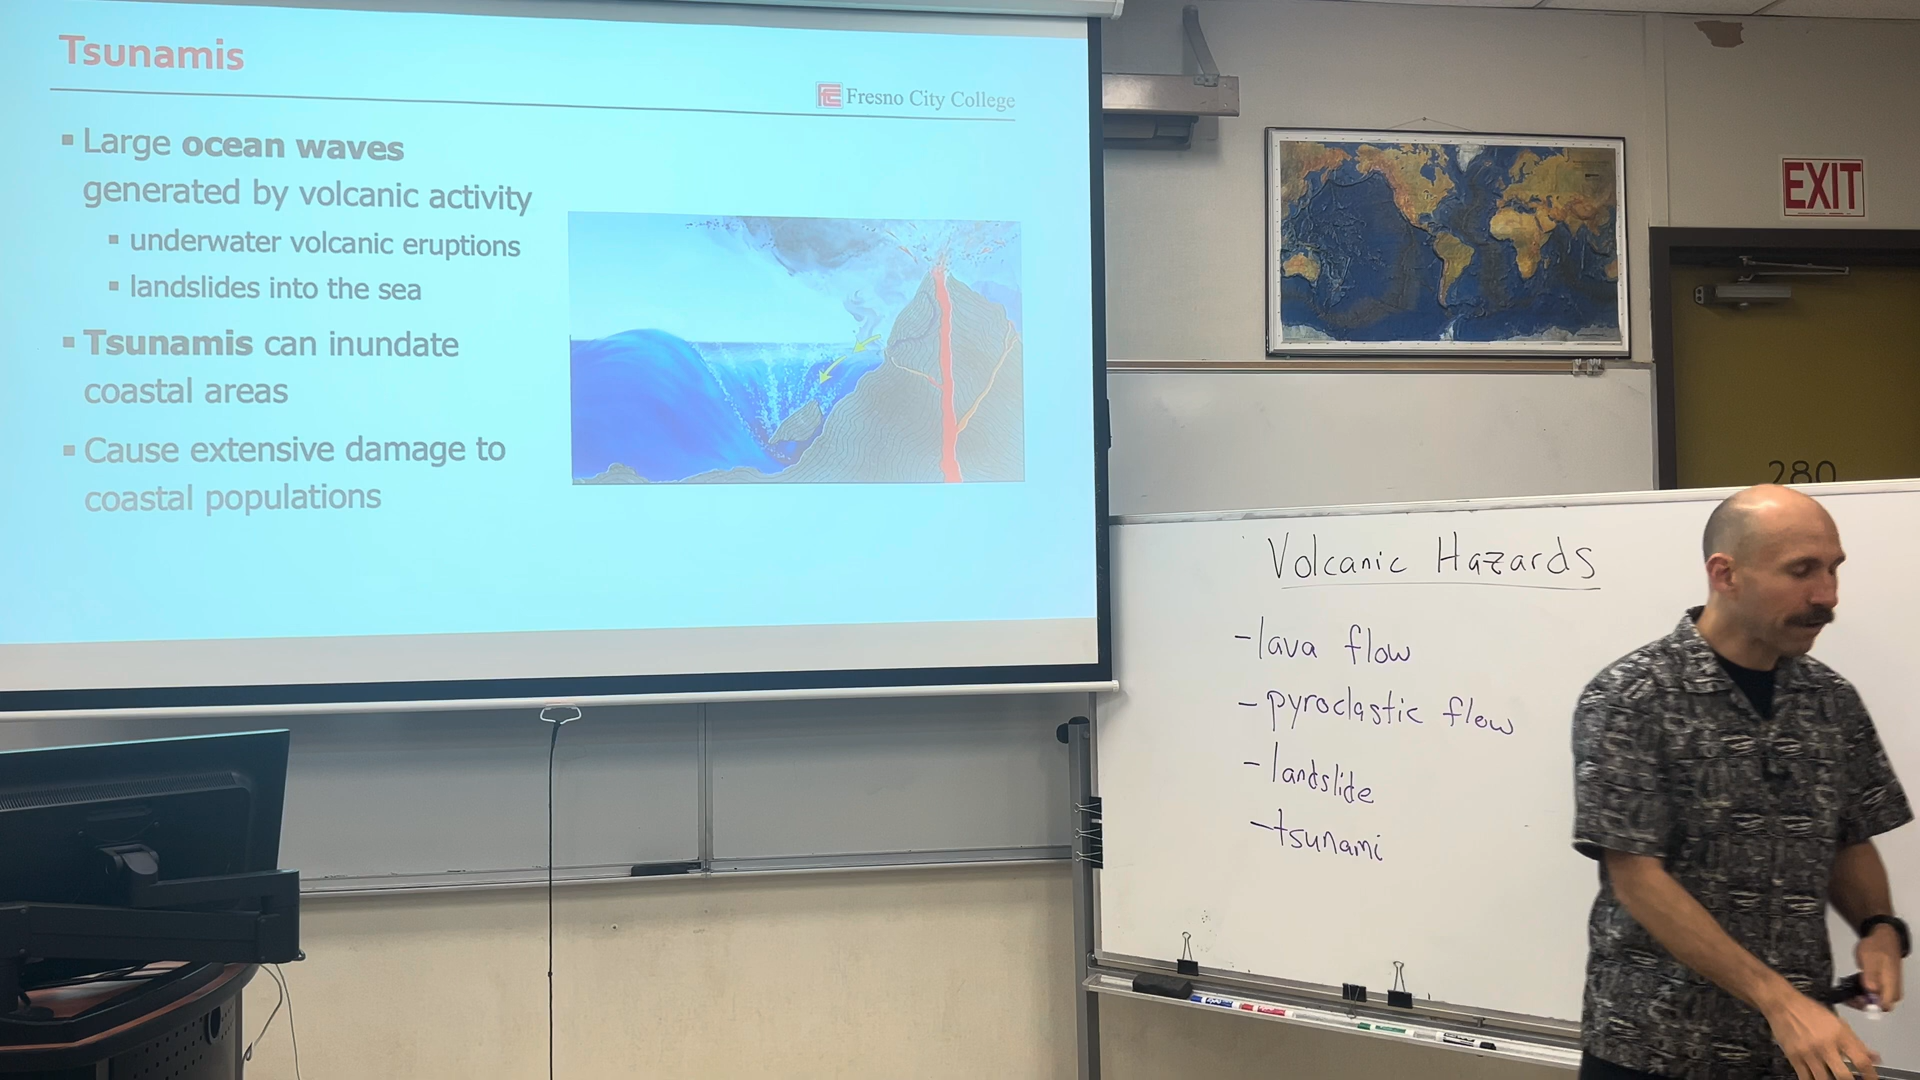 Tsunamis
Fresno City College
▪ Large ocean waves
generated by volcanic activity
▪ underwater volcanic eruptions
▪ landslides into the sea
▪ Tsunamis can inundate
coastal areas
▪ Cause extensive damage to
coastal populations
EXIT
280
Volcanic Hazards
- lava flow
- pyroclastic flow
- landslide
- tsunami